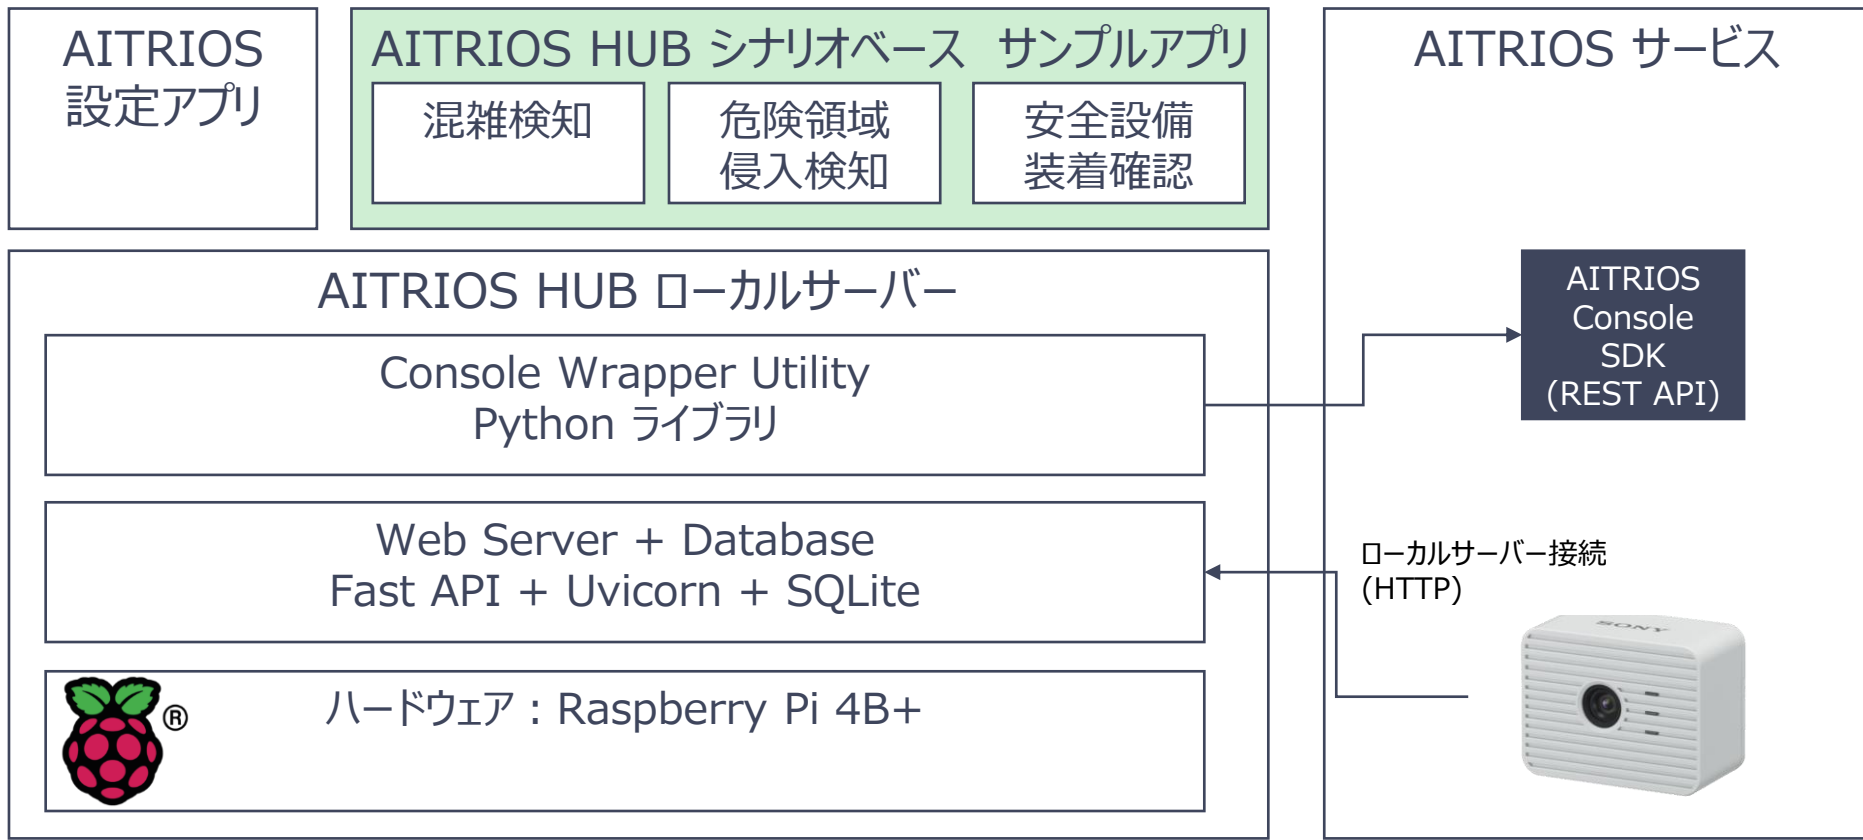 AITRIOS
設定アプリ
AITRIOS HUB シナリオベース サンプルアプリ
混雑検知
危険領域
侵入検知
安全設備
装着確認
AITRIOS サービス
AITRIOS HUB ローカルサーバー
Console Wrapper Utility
Python ライブラリ
AITRIOS
Console
SDK
(REST API)
Web Server + Database
Fast API + Uvicorn + SQLite
ローカルサーバー接続
(HTTP)
SONY
®
ハードウェア：Raspberry Pi 4B+